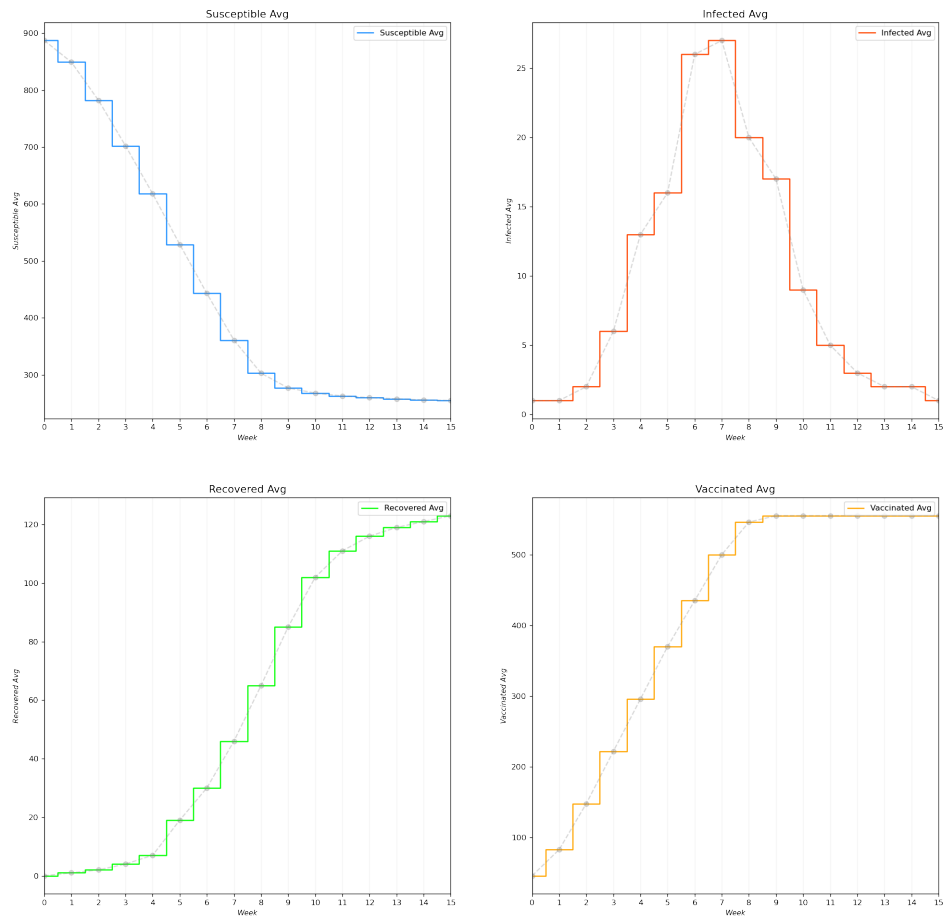 Susceptible Avg
Susceptible Avg
900
800
700
600
500
400
300
Susceptible Avg
0 1 2 3 4 5 6 7 8 9 10 11 12 13 14 15
Week
Infected Avg
Infected Avg
25
20
15
10
5
0
Infected Avg
0 1 2 3 4 5 6 7 8 9 10 11 12 13 14 15
Week
Recovered Avg
Recovered Avg
120
100
80
60
40
20
0
Recovered Avg
0 1 2 3 4 5 6 7 8 9 10 11 12 13 14 15
Week
Vaccinated Avg
Vaccinated Avg
500
400
300
200
100
Vaccinated Avg
0 1 2 3 4 5 6 7 8 9 10 11 12 13 14 15
Week